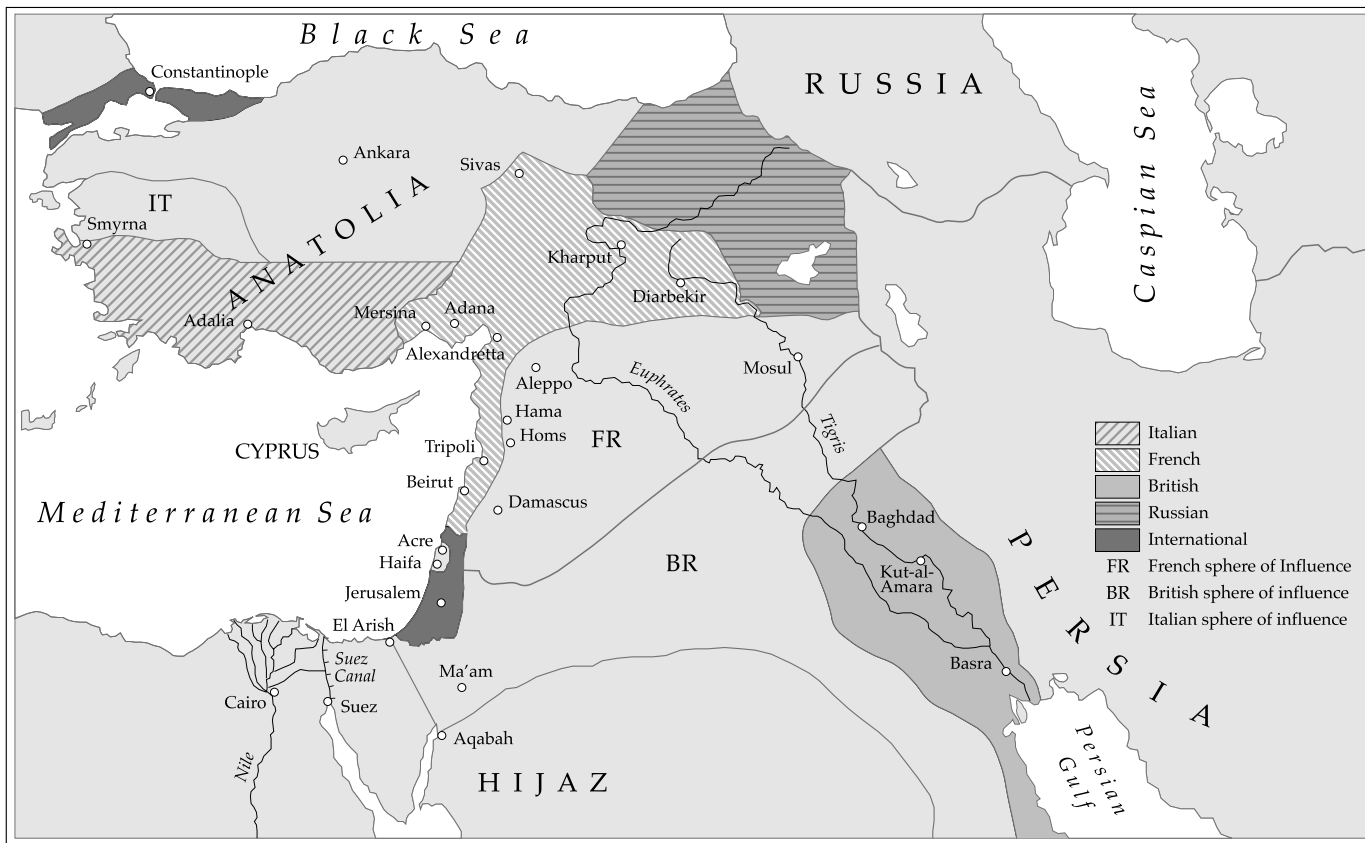 Black Sea
Constantinople
RUSSIA
Caspian Sea
Ankara
Sivas
IT
Smyrna
ANATOLIA
Kharput
Diarbekir
Adalia
Mersina
Adana
Alexandretta
Aleppo
Mosul
Euphrates
Tigris
Hama
Homs
FR
CYPRUS
Tripoli
Beirut
Damascus
Mediterranean Sea
Acre
Haifa
Jerusalem
El Arish
BR
Baghdad
Kut-al-
Amara
Basra
PERSIA
Italian
French
British
Russian
International
FR French sphere of Influence
BR British sphere of influence
IT Italian sphere of influence
Suez
Canal
Ma'am
Cairo
Suez
Aqabah
Nile
HIJAZ
Persian
Gulf